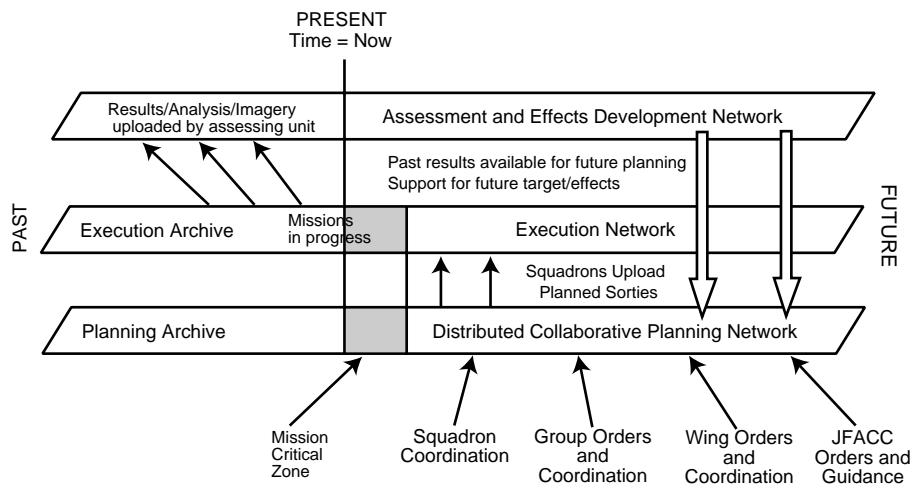 PRESENT
Time = Now
Results/Analysis/Imagery
uploaded by assessing unit
Assessment and Effects Development Network
Past results available for future planning
Support for future target/effects
PAST
FUTURE
Execution Archive
Missions
in progress
Execution Network
Squadrons Upload
Planned Sorties
Planning Archive
Distributed Collaborative Planning Network
Mission
Critical
Zone
Squadron
Coordination
Group Orders
and
Coordination
Wing Orders
and
Coordination
JFACC
Orders and
Guidance